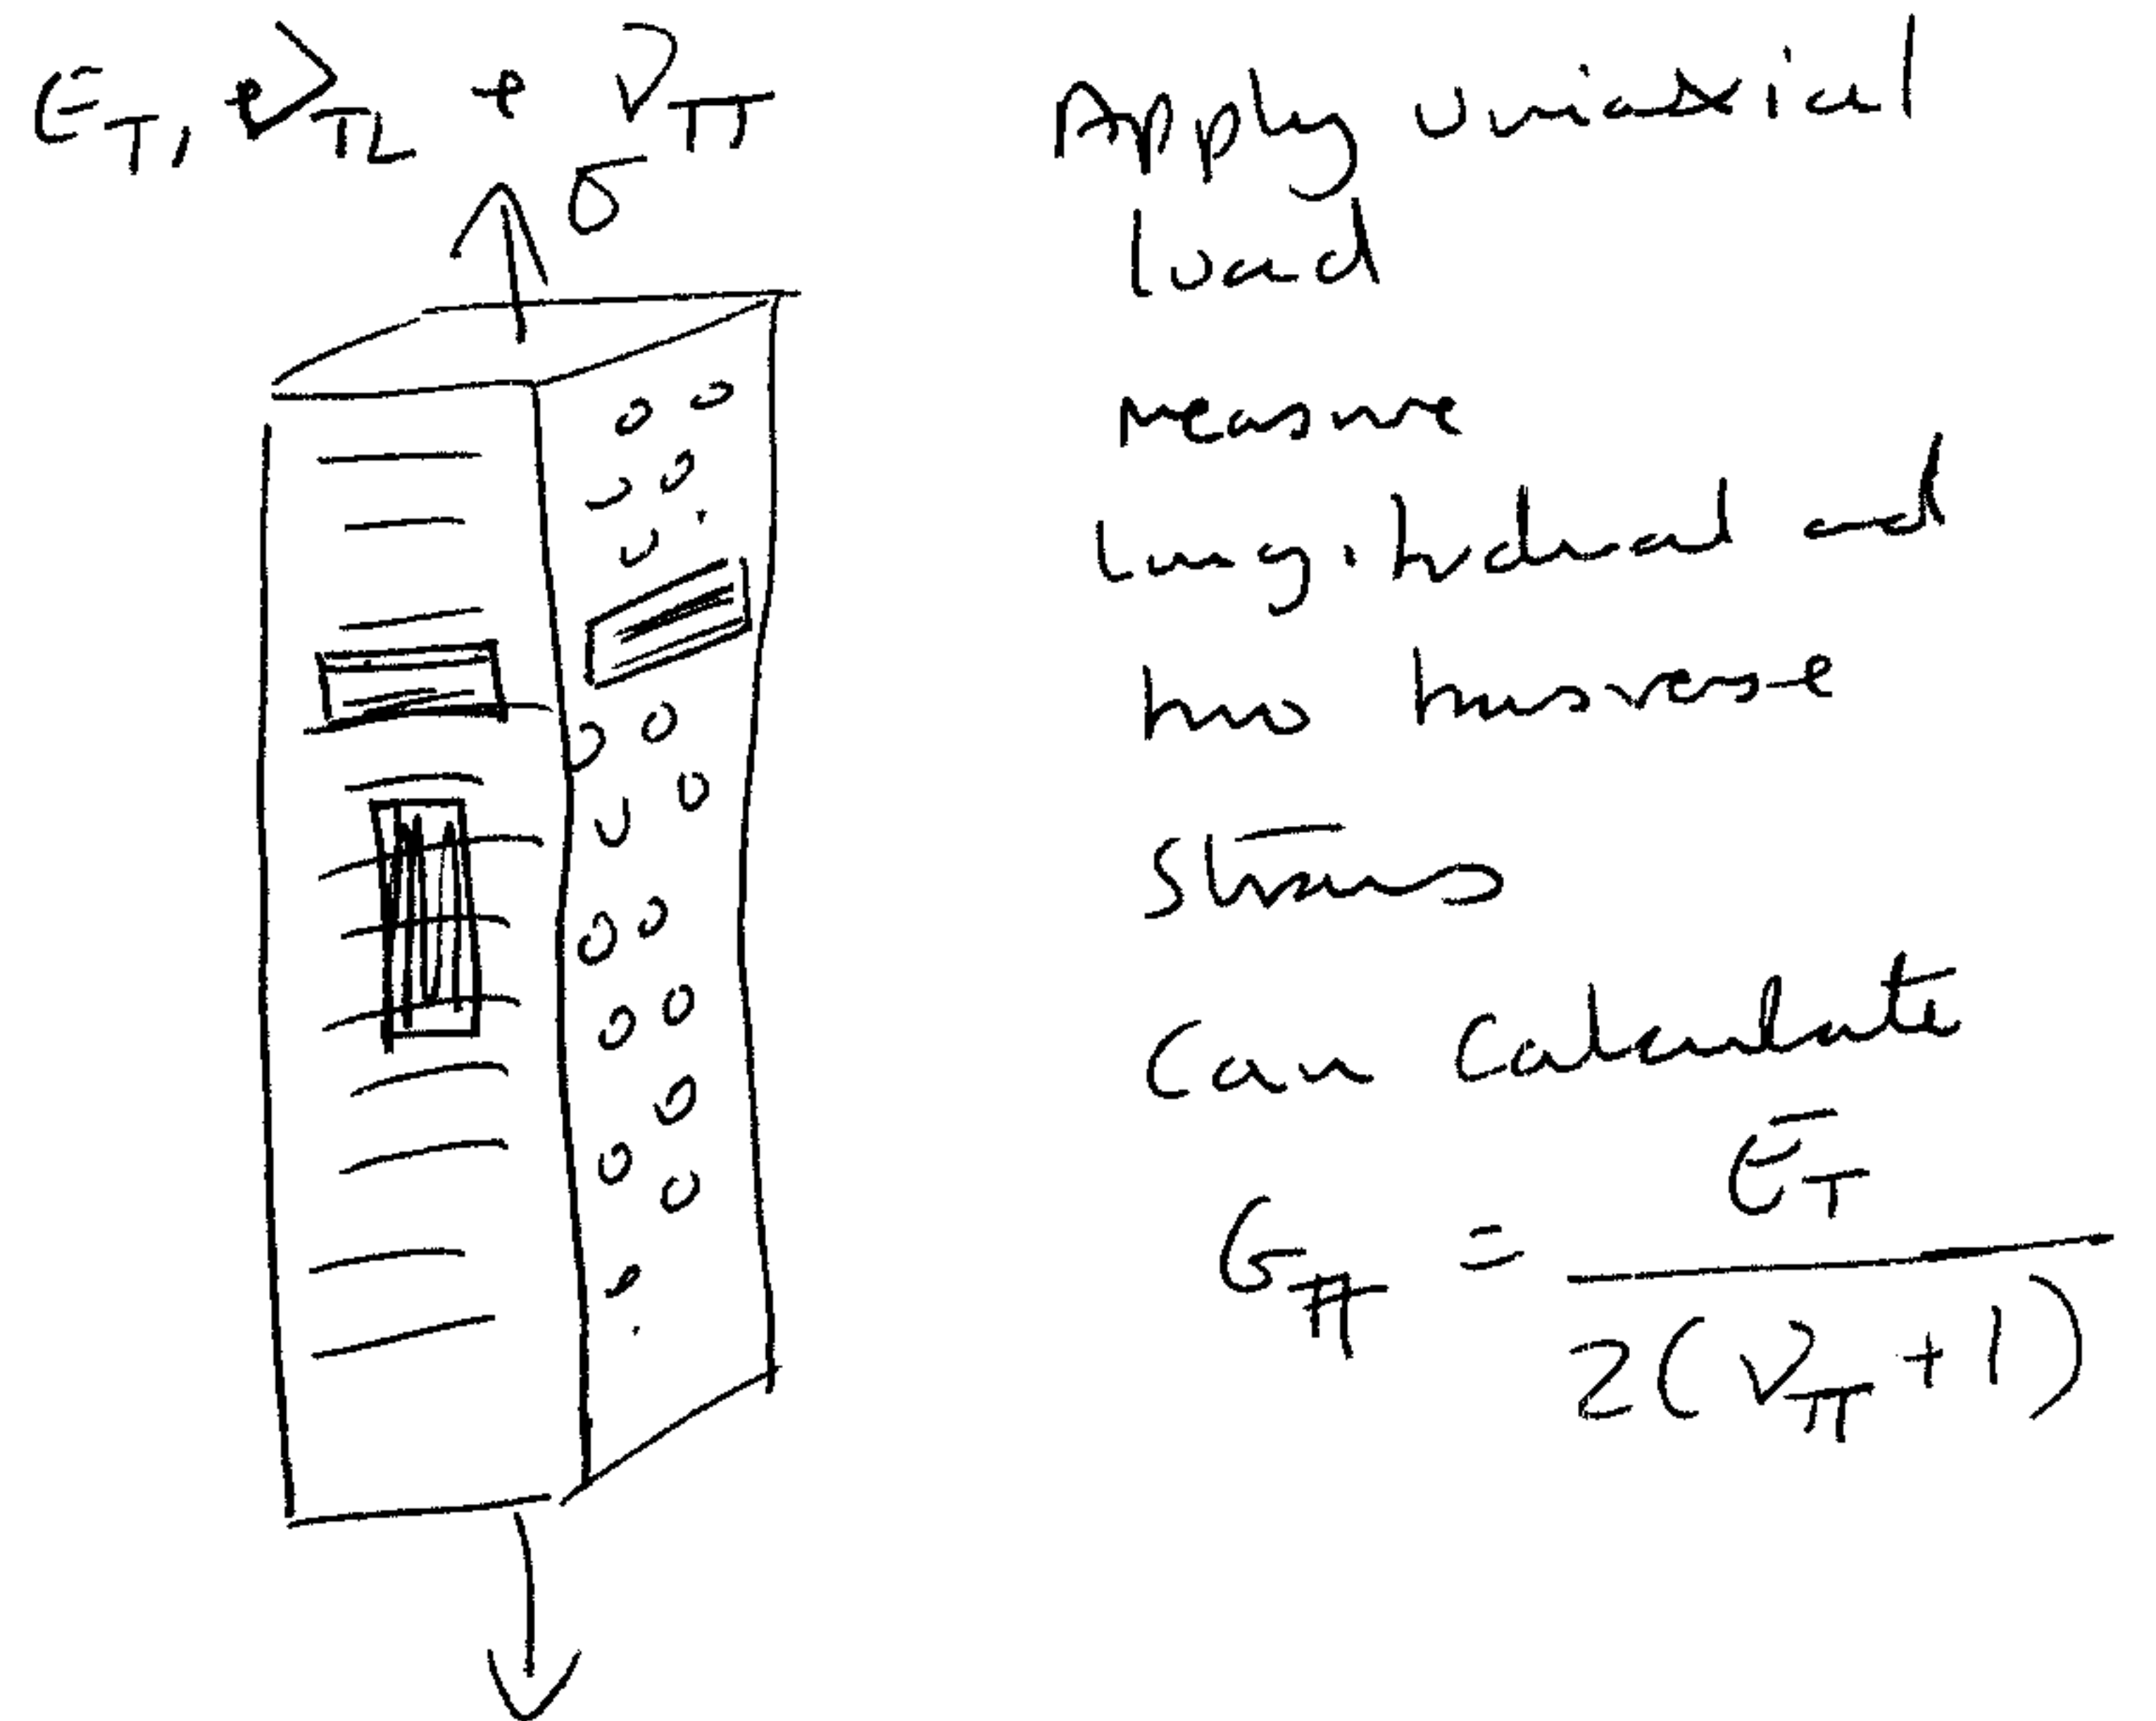 E_T, ν_TL + ν_TT
σ
Apply uniaxial
load
Measure
longitudinal and
two transverse
strains
Can calculate
G_TT = E_T / 2(ν_TT + 1)